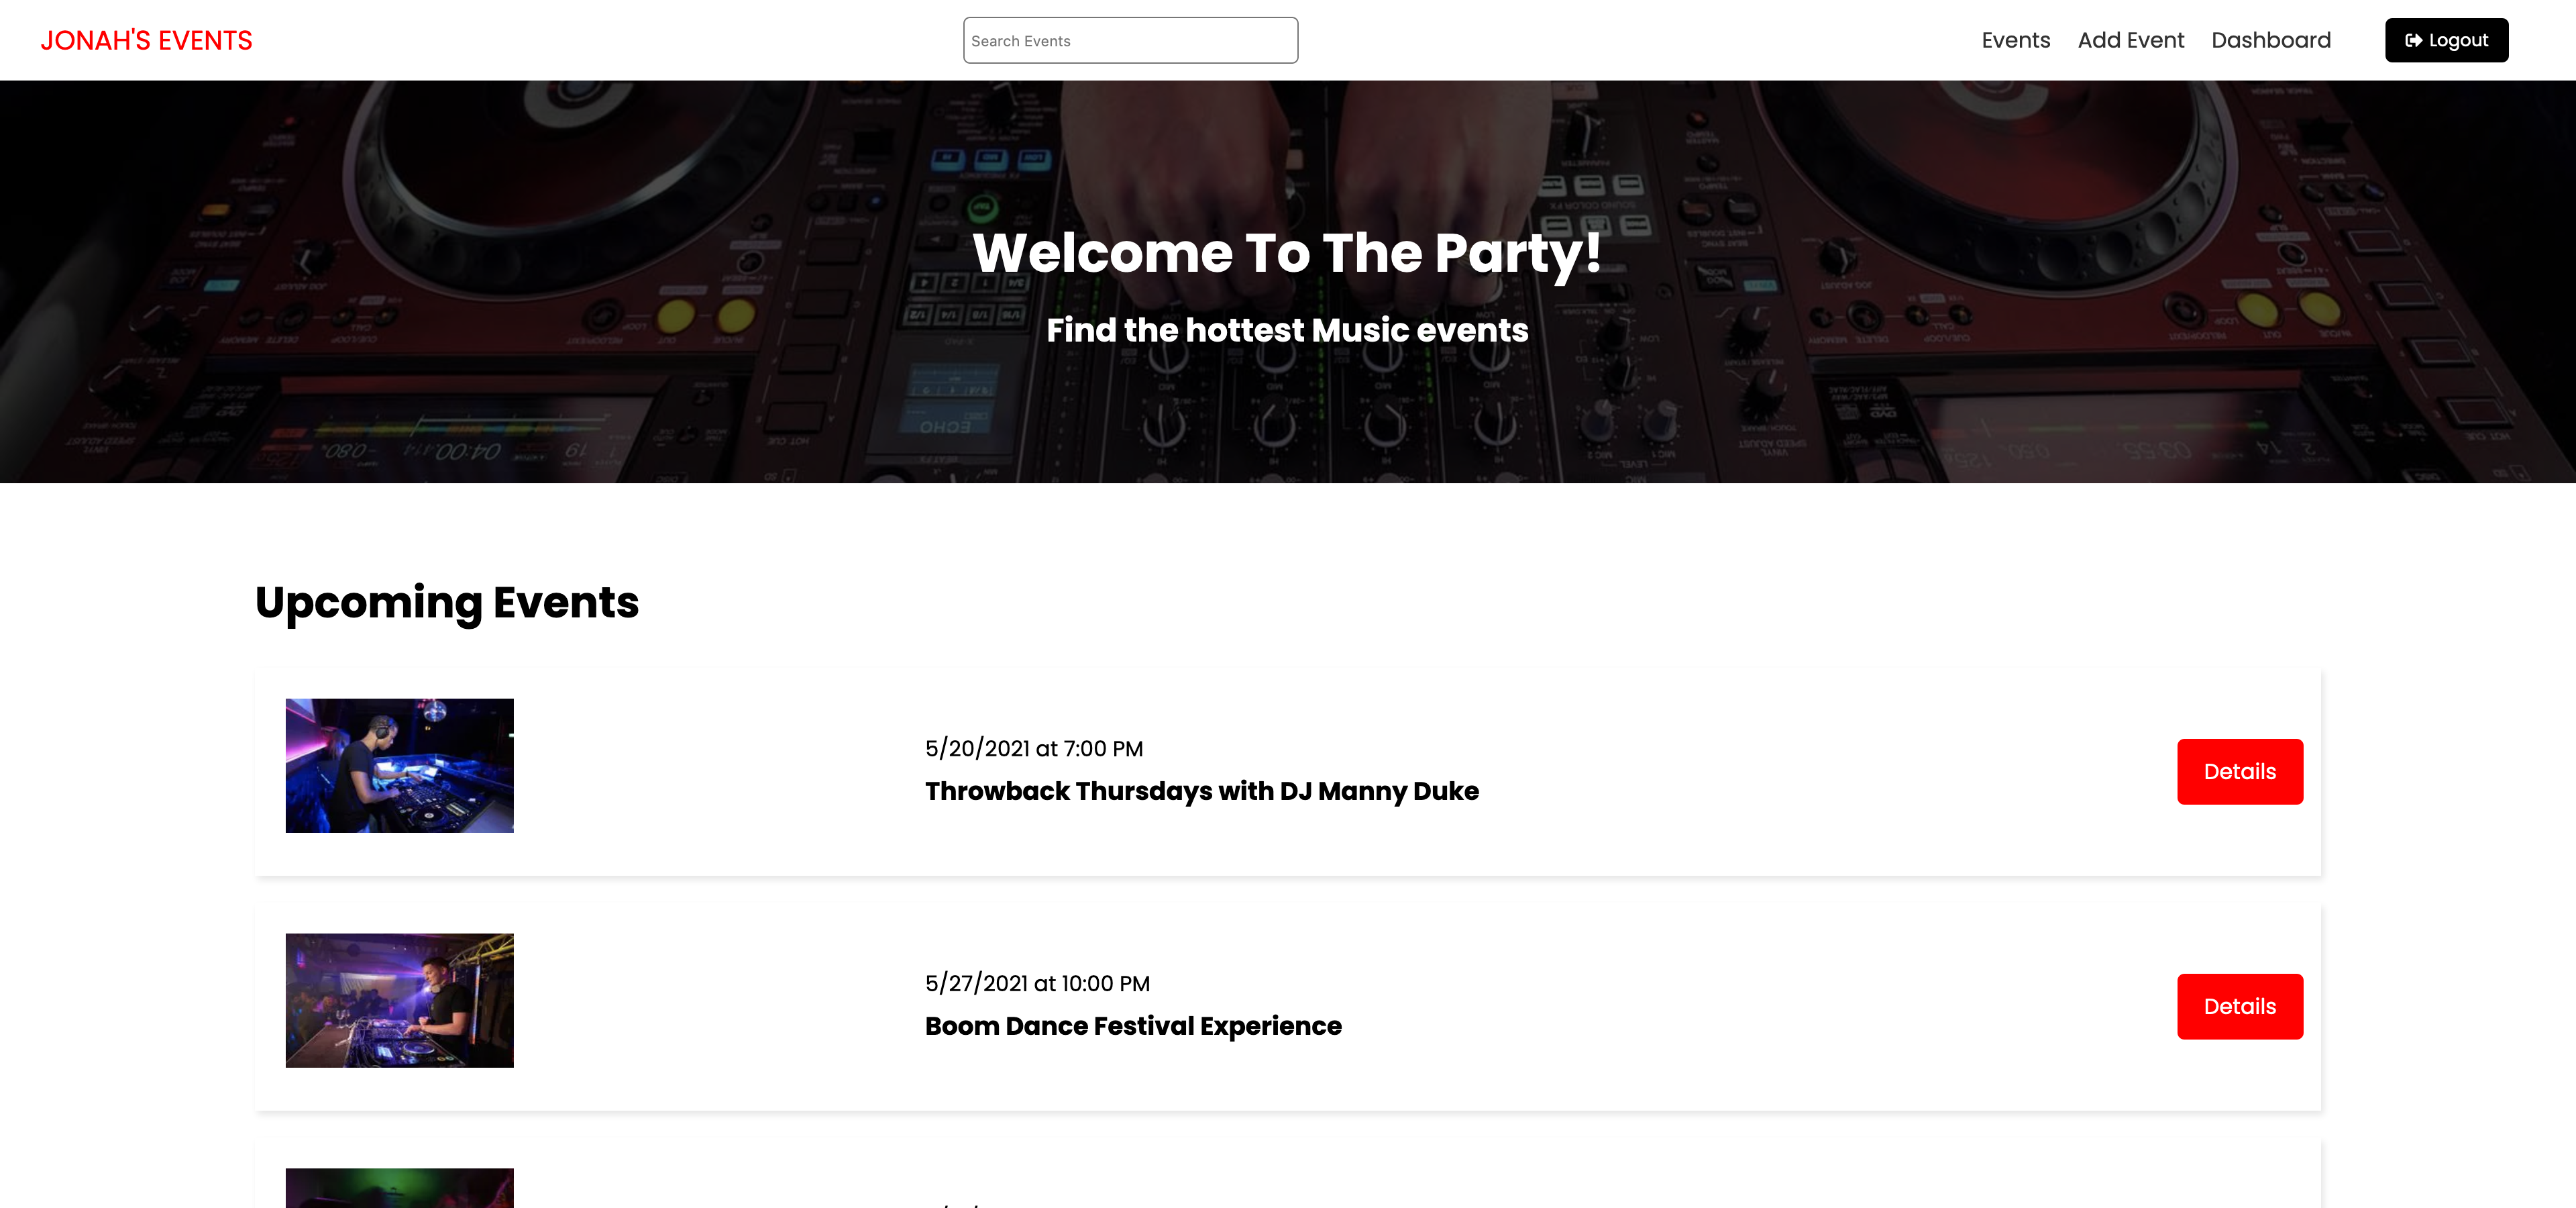 JONAH'S EVENTS
Search Events
Events
Add Event
Dashboard
Logout
Welcome To The Party!
Find the hottest Music events
Upcoming Events
5/20/2021 at 7:00 PM
Throwback Thursdays with DJ Manny Duke
Details
5/27/2021 at 10:00 PM
Boom Dance Festival Experience
Details